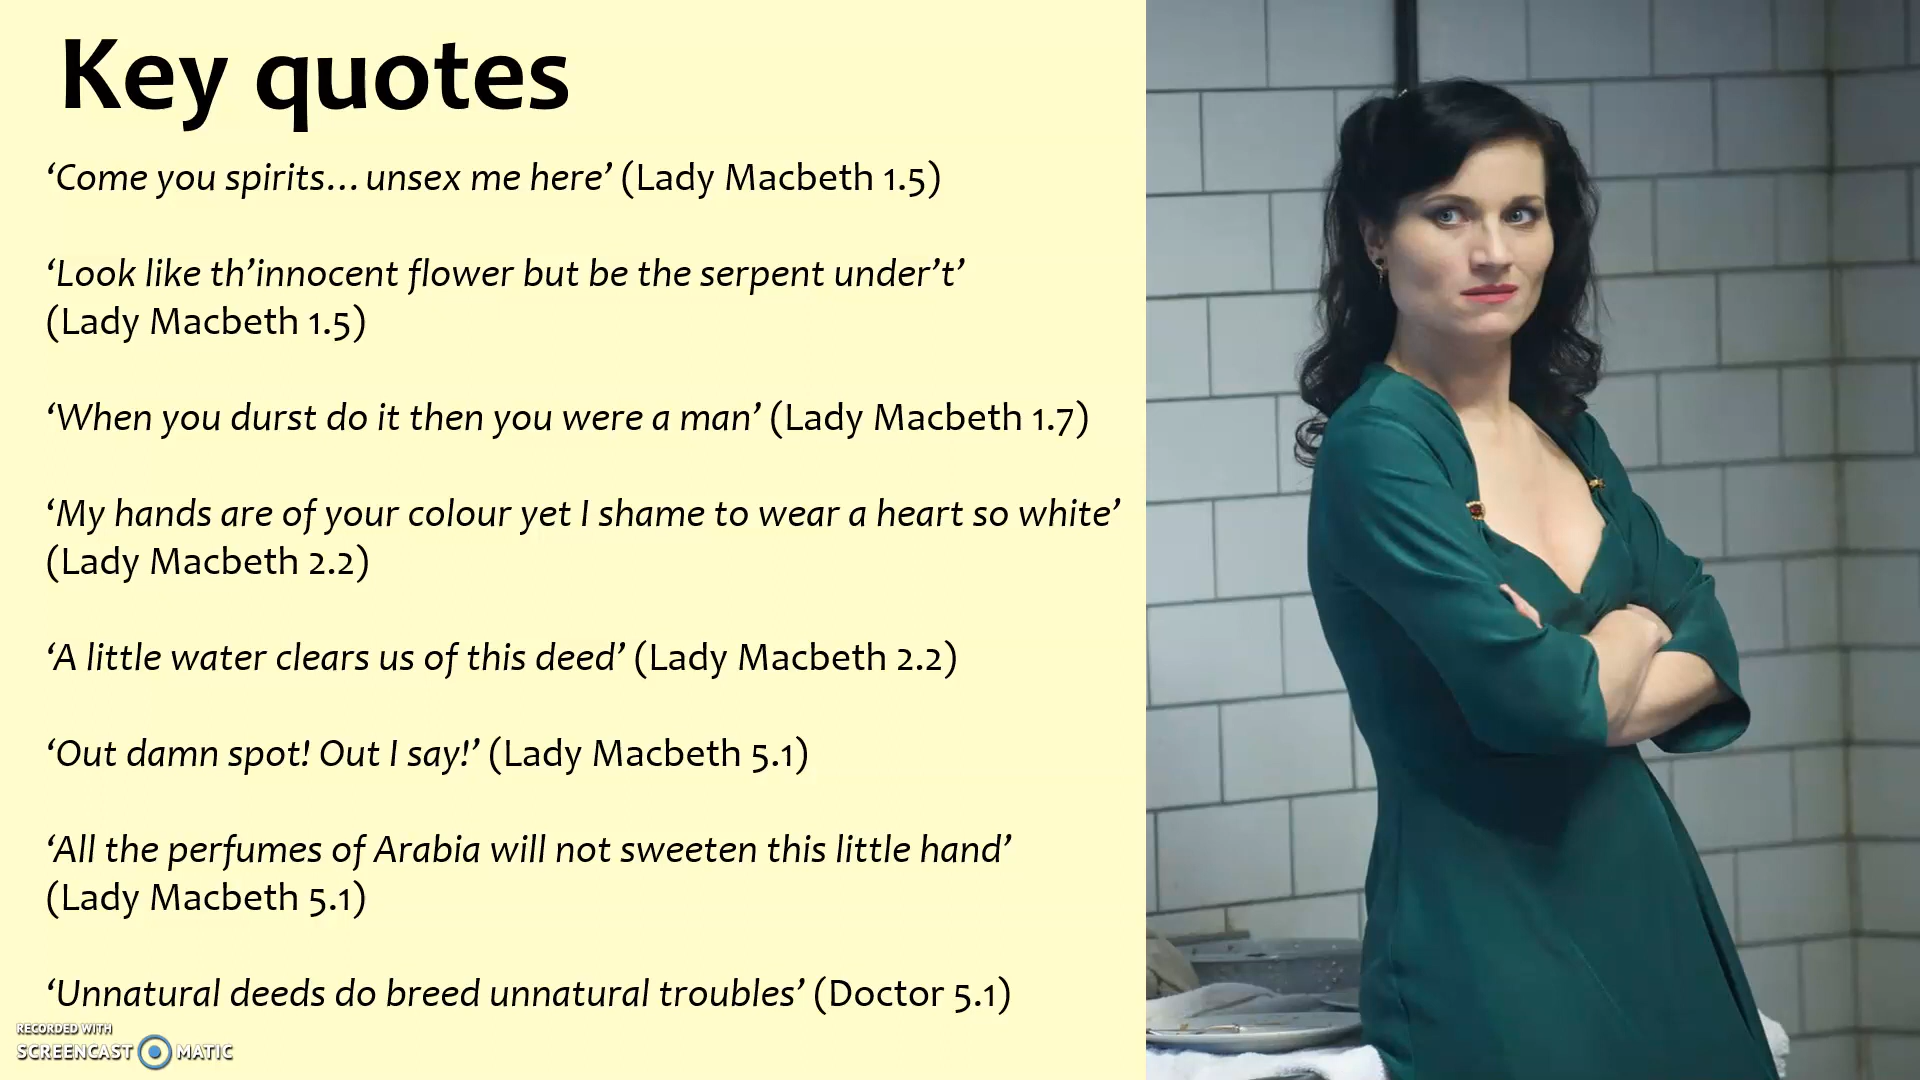 Key quotes
‘Come you spirits…unsex me here’ (Lady Macbeth 1.5)
‘Look like th’innocent flower but be the serpent under’t’
(Lady Macbeth 1.5)
‘When you durst do it then you were a man’ (Lady Macbeth 1.7)
‘My hands are of your colour yet I shame to wear a heart so white’
(Lady Macbeth 2.2)
‘A little water clears us of this deed’ (Lady Macbeth 2.2)
‘Out damn spot! Out I say!’ (Lady Macbeth 5.1)
‘All the perfumes of Arabia will not sweeten this little hand’
(Lady Macbeth 5.1)
‘Unnatural deeds do breed unnatural troubles’ (Doctor 5.1)
RECORDED WITH
SCREENCAST MATIC